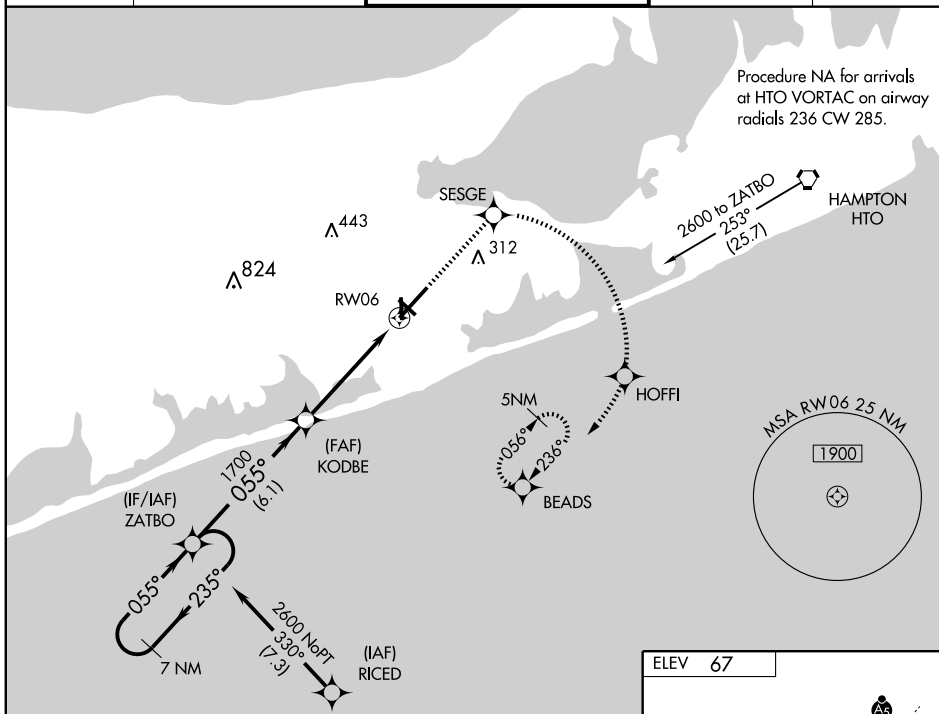 Procedure NA for arrivals
at HTO VORTAC on airway
radials 236 CW 285.
SESGE
2600 to ZATBO
253°
(25.7)
HAMPTON
HTO
443
312
824
RW06
HOFFI
5NM
MSA RW06 25 NM
1900
056°
236°
BEADS
(FAF)
KODBE
1700
055°
(6.1)
(IF/IAF)
ZATBO
055°
235°
7 NM
2600 NoPT
330°
(7.3)
(IAF)
RICED
ELEV 67
A5